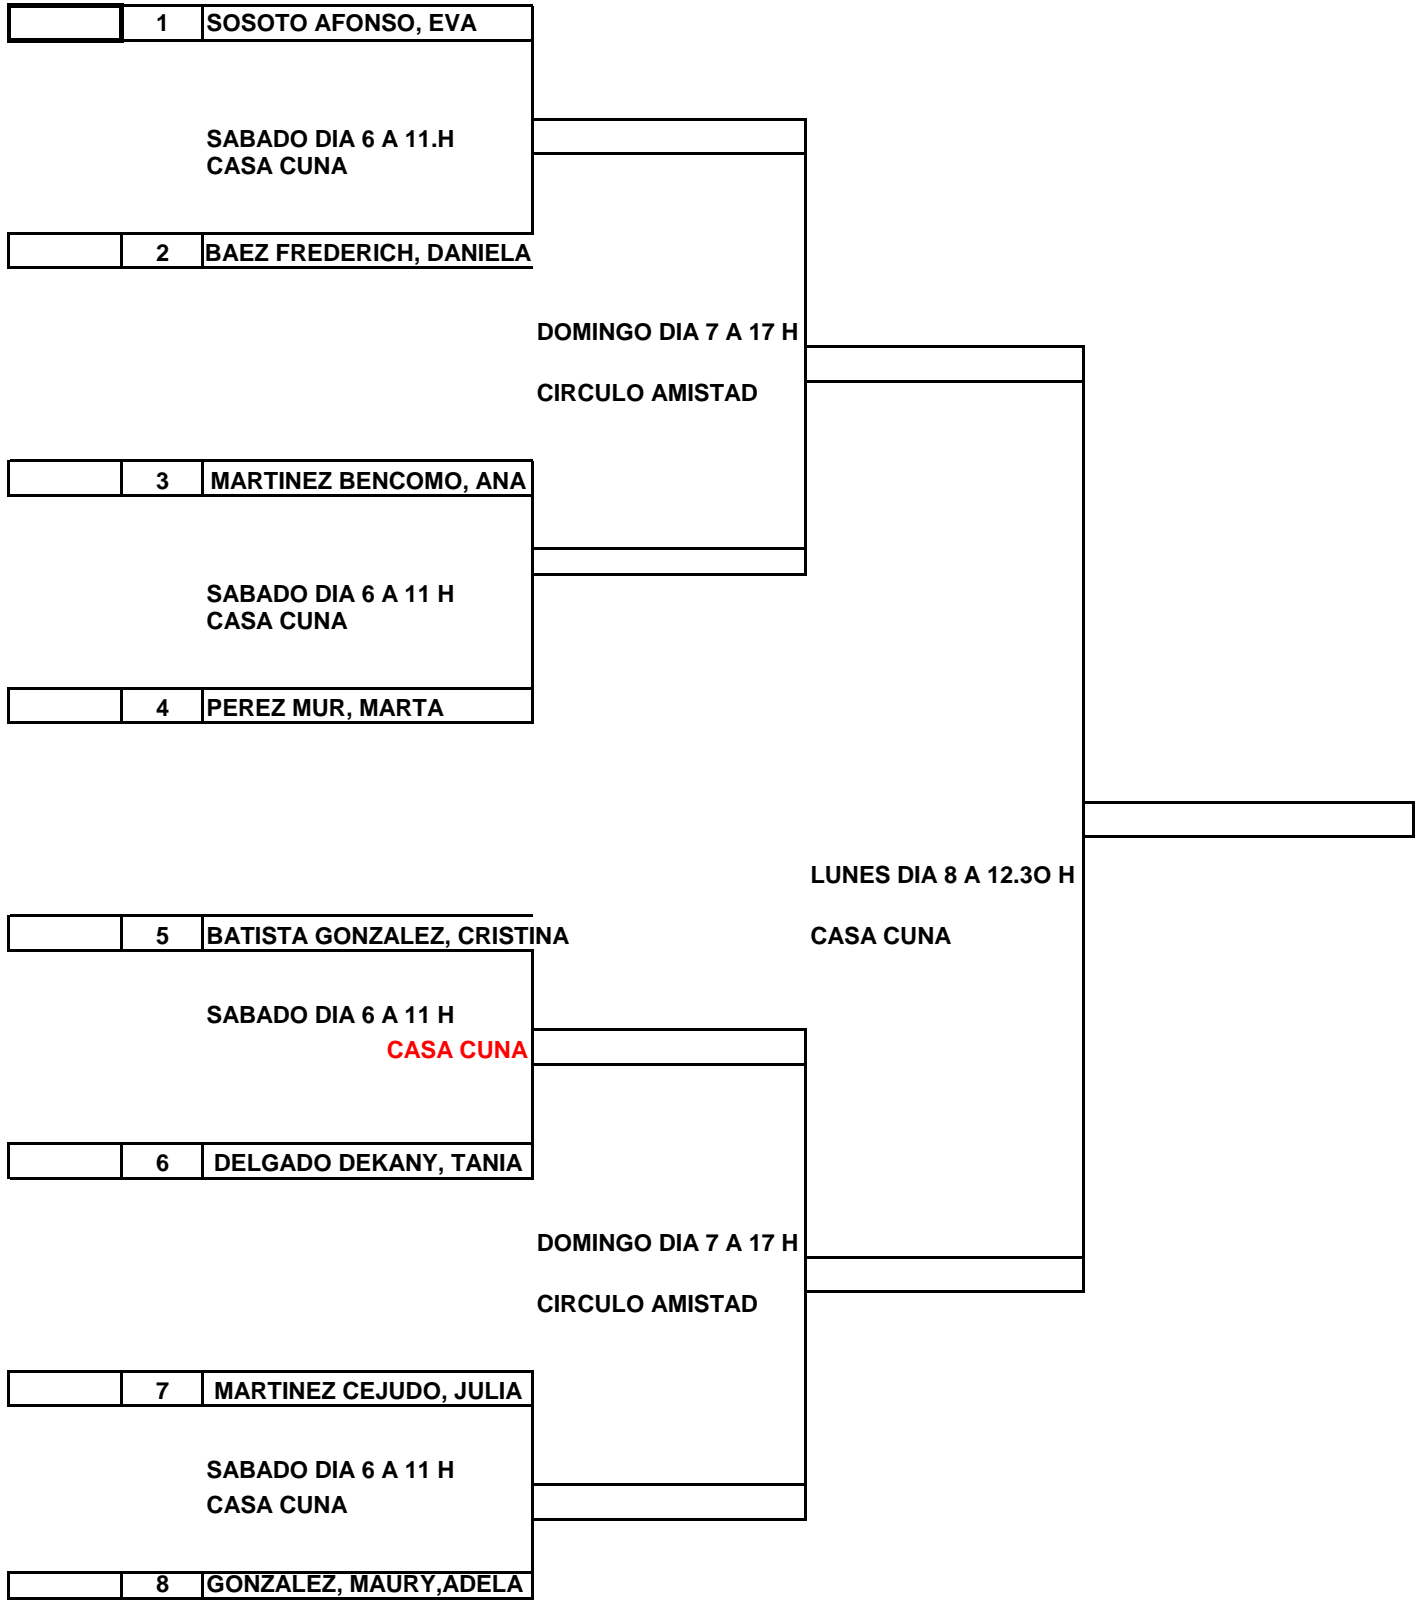 1 SOSOTO AFONSO, EVA
SABADO DIA 6 A 11.H
CASA CUNA
2 BAEZ FREDERICH, DANIELA
DOMINGO DIA 7 A 17 H
CIRCULO AMISTAD
3 MARTINEZ BENCOMO, ANA
SABADO DIA 6 A 11 H
CASA CUNA
4 PEREZ MUR, MARTA
LUNES DIA 8 A 12.3O H
5 BATISTA GONZALEZ, CRISTINA
CASA CUNA
SABADO DIA 6 A 11 H
CASA CUNA
6 DELGADO DEKANY, TANIA
DOMINGO DIA 7 A 17 H
CIRCULO AMISTAD
7 MARTINEZ CEJUDO, JULIA
SABADO DIA 6 A 11 H
CASA CUNA
8 GONZALEZ, MAURY,ADELA